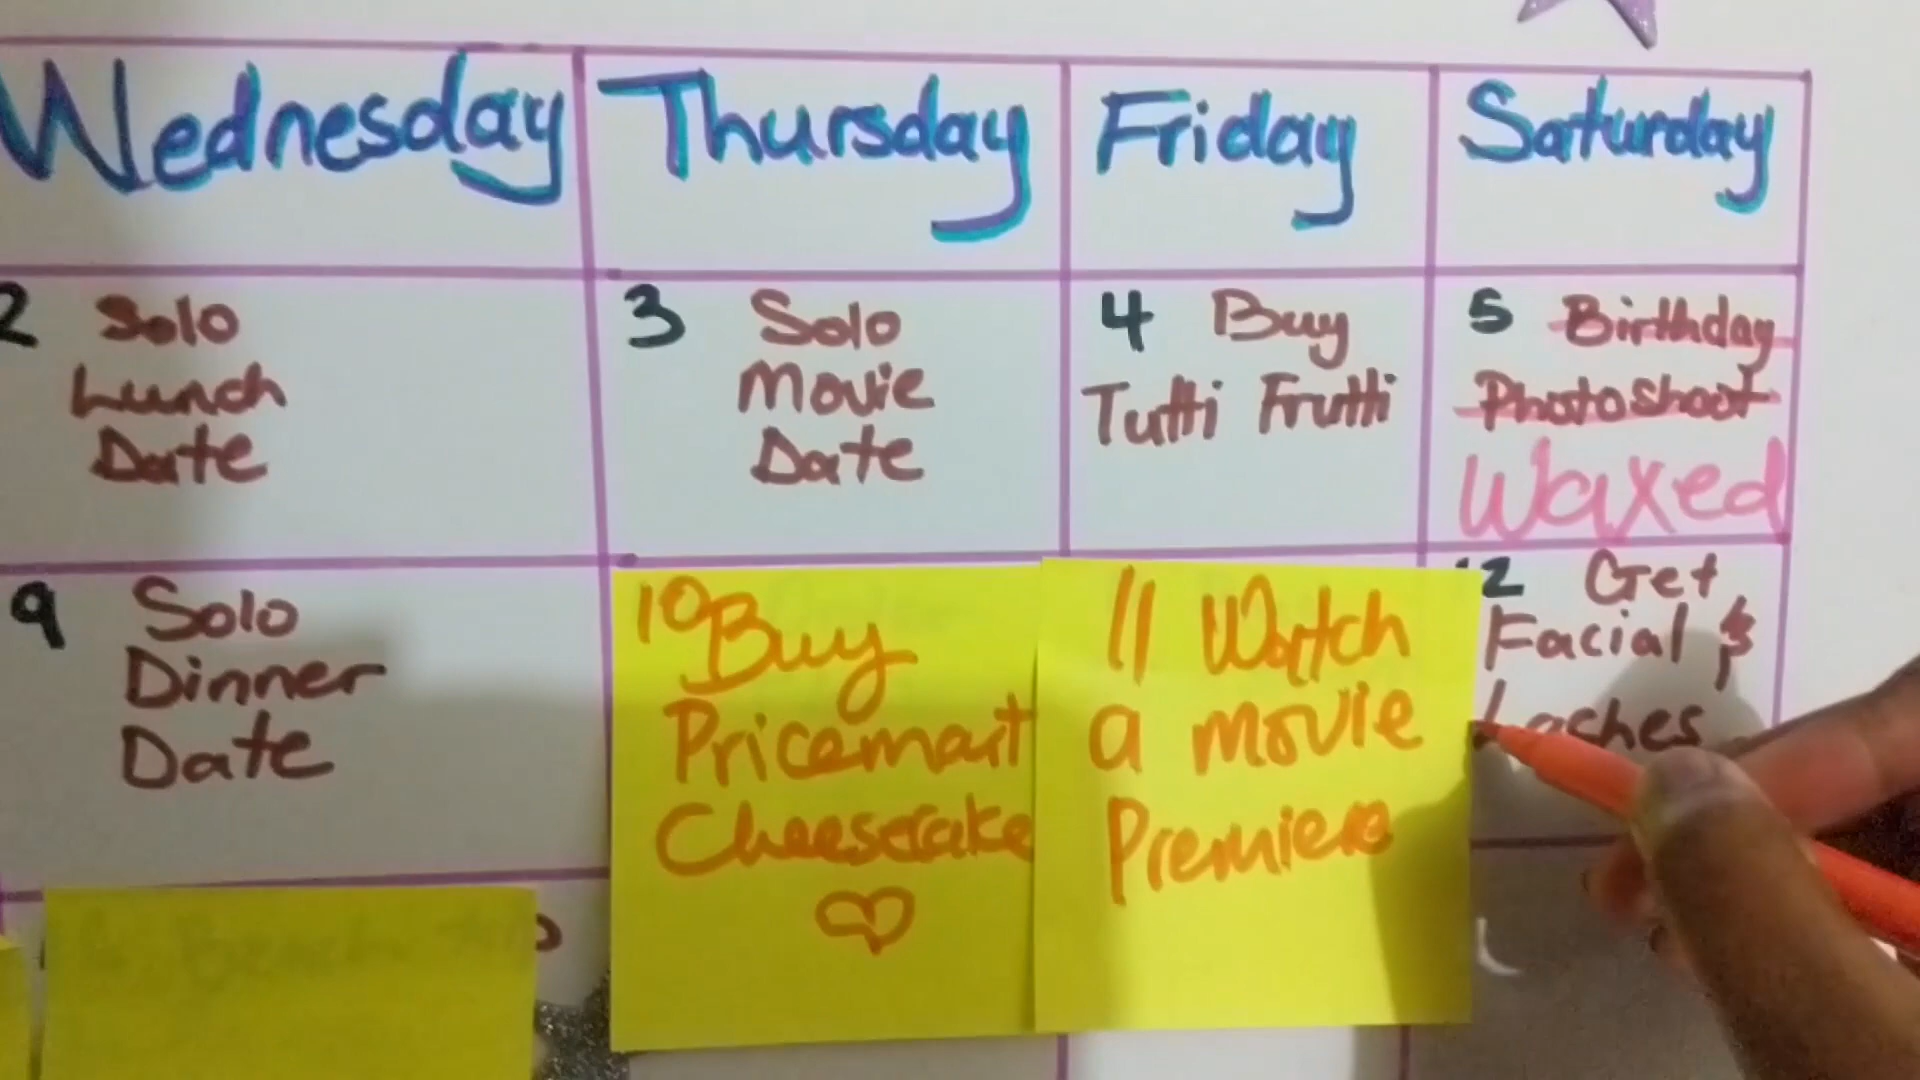 Wednesday Thursday Friday Saturday
2 Solo
Lunch
Date
3 Solo
Movie
Date
4 Buy
Tutti Frutti
5 Birthday
Photoshoot
Waxed
9 Solo
Dinner
Date
10 Buy
Pricemart
Cheesecake
11 Watch
a movie
Premiere
12 Get
Facial &
Lashes